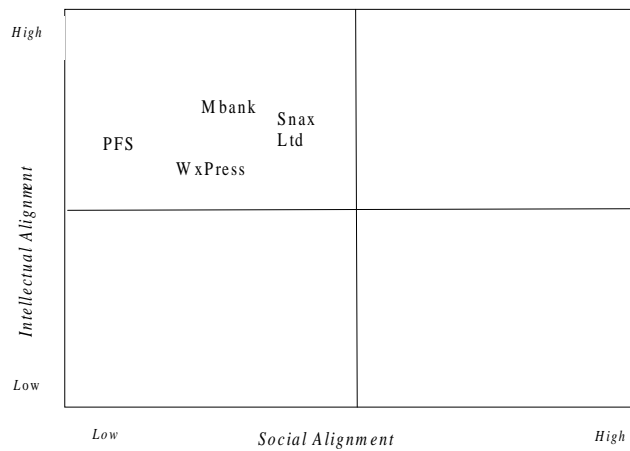 High
Mbank
Snax
Ltd
PFS
WxPress
Intellectual Alignment
Low
Low
Social Alignment
High